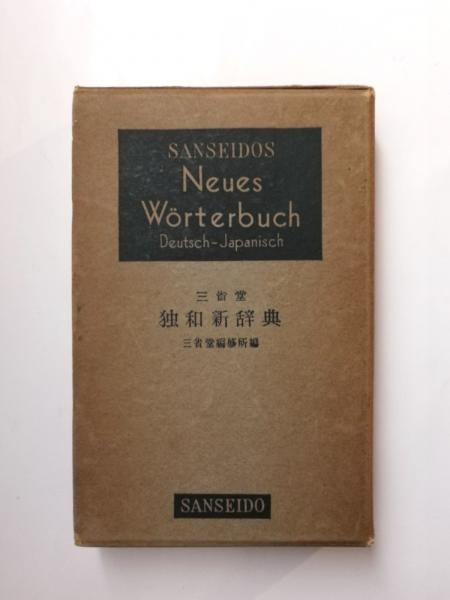 SANSEIDOS
Neues
Wörterbuch
Deutsch-Japanisch
三省堂
独和新辞典
三省堂編修所編
SANSEIDO